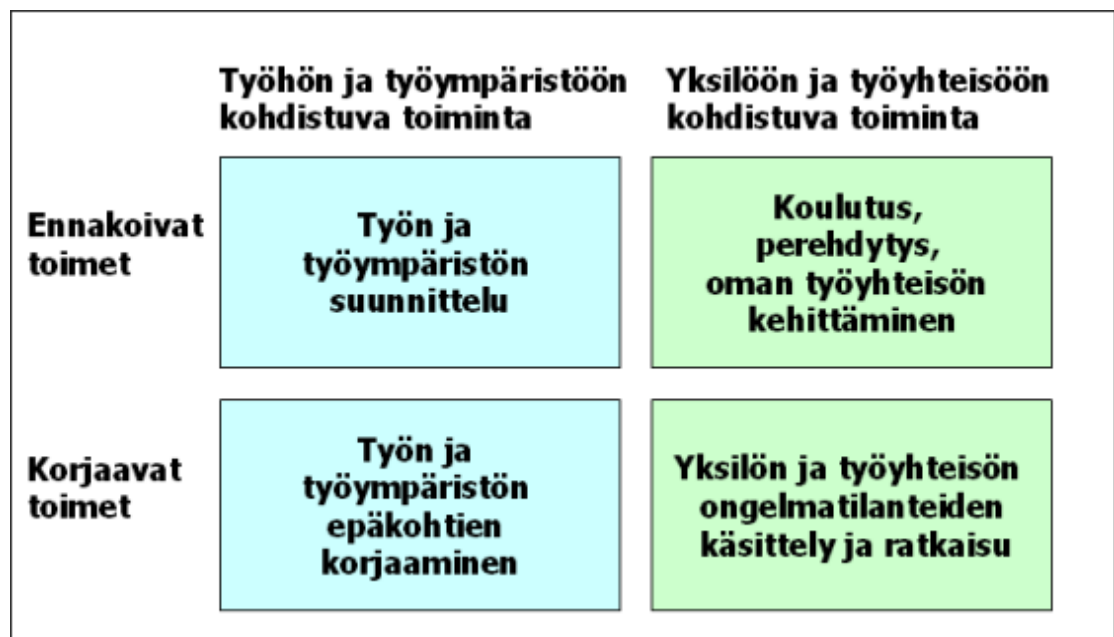 Työhön ja työympäristöön
kohdistuva toiminta
Yksilöön ja työyhteisöön
kohdistuva toiminta
Ennakoivat
toimet
Työn ja
työympäristön
suunnittelu
Koulutus,
perehdytys,
oman työyhteisön
kehittäminen
Korjaavat
toimet
Työn ja
työympäristön
epäkohtien
korjaaminen
Yksilön ja työyhteisön
ongelmatilanteiden
käsittely ja ratkaisu